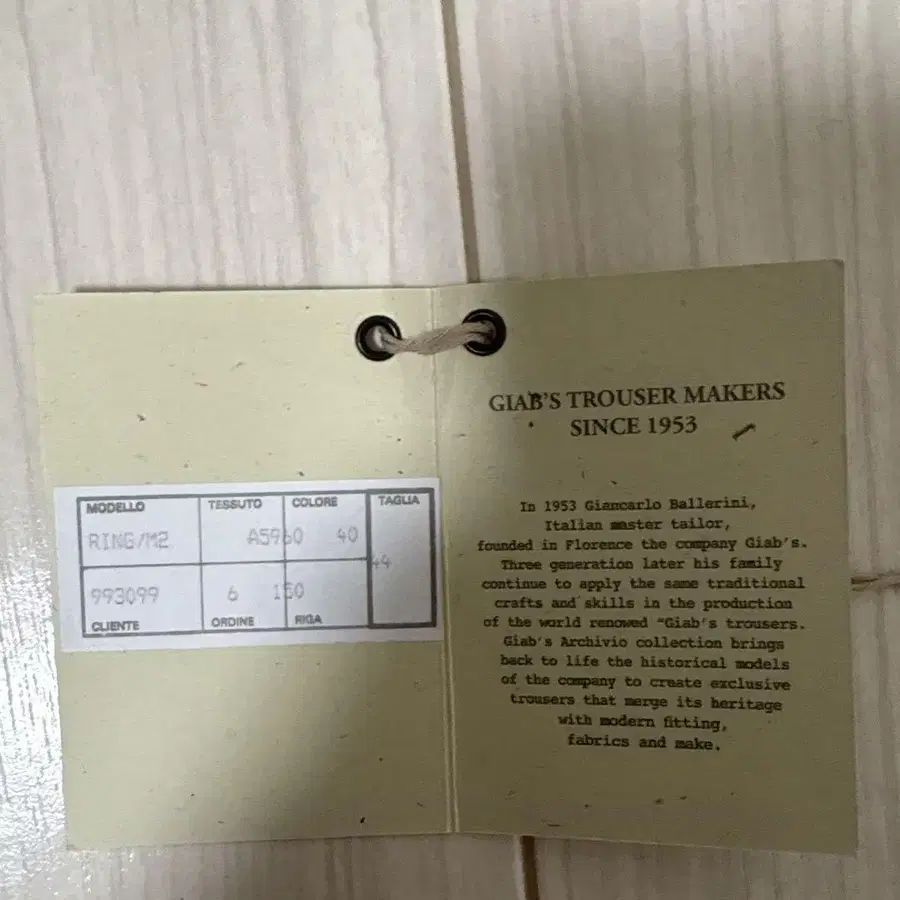 MODELLO TESSUTO COLORE TAGLIA
RING/M2 A5960 40
44
993099 6 150
CLIENTE ORDINE RIGA
GIAB'S TROUSER MAKERS
SINCE 1953
In 1953 Giancarlo Ballerini,
Italian master tailor,
founded in Florence the company Giab's.
Three generation later his family
continue to apply the same traditional
crafts and skills in the production
of the world renowed "Giab's trousers.
Giab's Archivio collection brings
back to life the historical models
of the company to create exclusive
trousers that merge its heritage
with modern fitting,
fabrics and make.